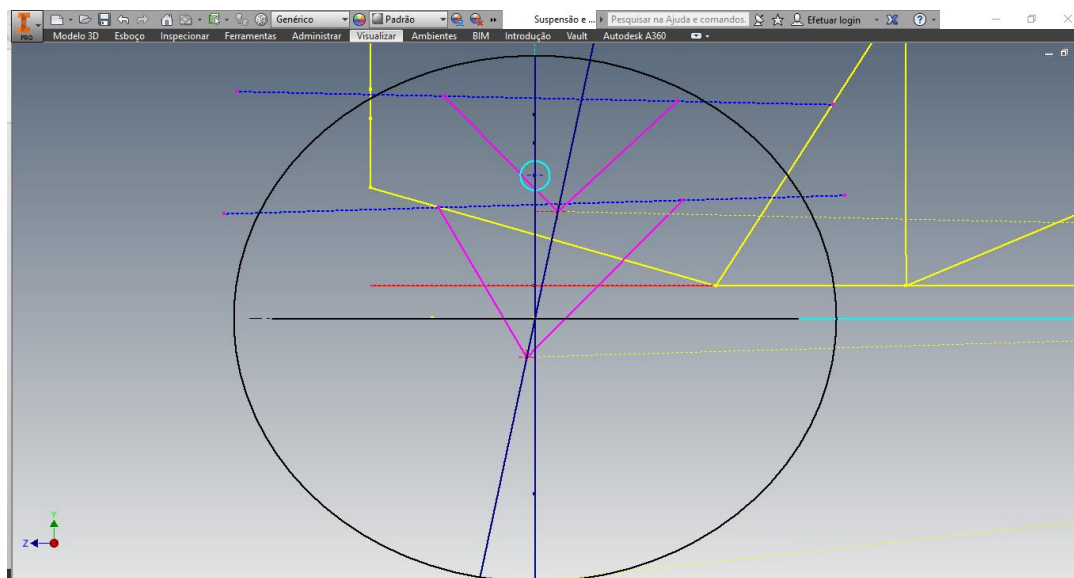 Genérico Padrão Suspensão e ... Pesquisar na Ajuda e comandos. Efetuar login
PRO Modelo 3D Esboço Inspecionar Ferramentas Administrar Visualizar Ambientes BIM Introdução Vault Autodesk A360
Y
Z